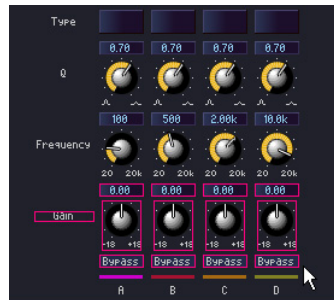 Type
0.70 0.70 0.70 0.70
Q
100 500 2.00k 10.0k
Frequency
20 20k 20 20k 20 20k 20 20k
0.00 0.00 0.00 0.00
Gain
-18 +18 -18 +18 -18 +18 -18 +18
Bypass Bypass Bypass Bypass
A B C D